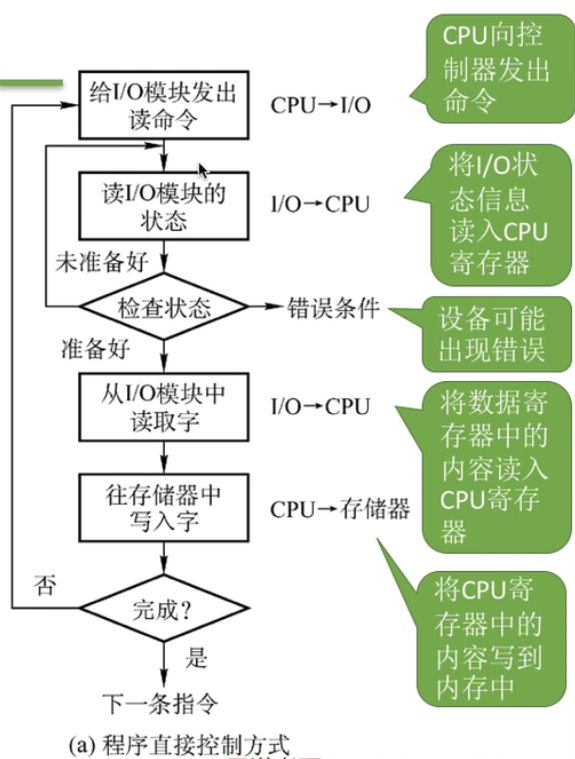 CPU向控
制器发出
命令
给I/O模块发出
读命令
CPU→I/O
将I/O状
态信息
读入CPU
寄存器
读I/O模块的
状态
I/O→CPU
未准备好
检查状态
错误条件
设备可能
出现错误
准备好
从I/O模块中
读取字
I/O→CPU
将数据寄
存器中的
内容读入
CPU寄存
器
往存储器中
写入字
CPU→存储器
将CPU寄
存器中的
内容写到
内存中
否
完成?
是
下一条指令
(a) 程序直接控制方式